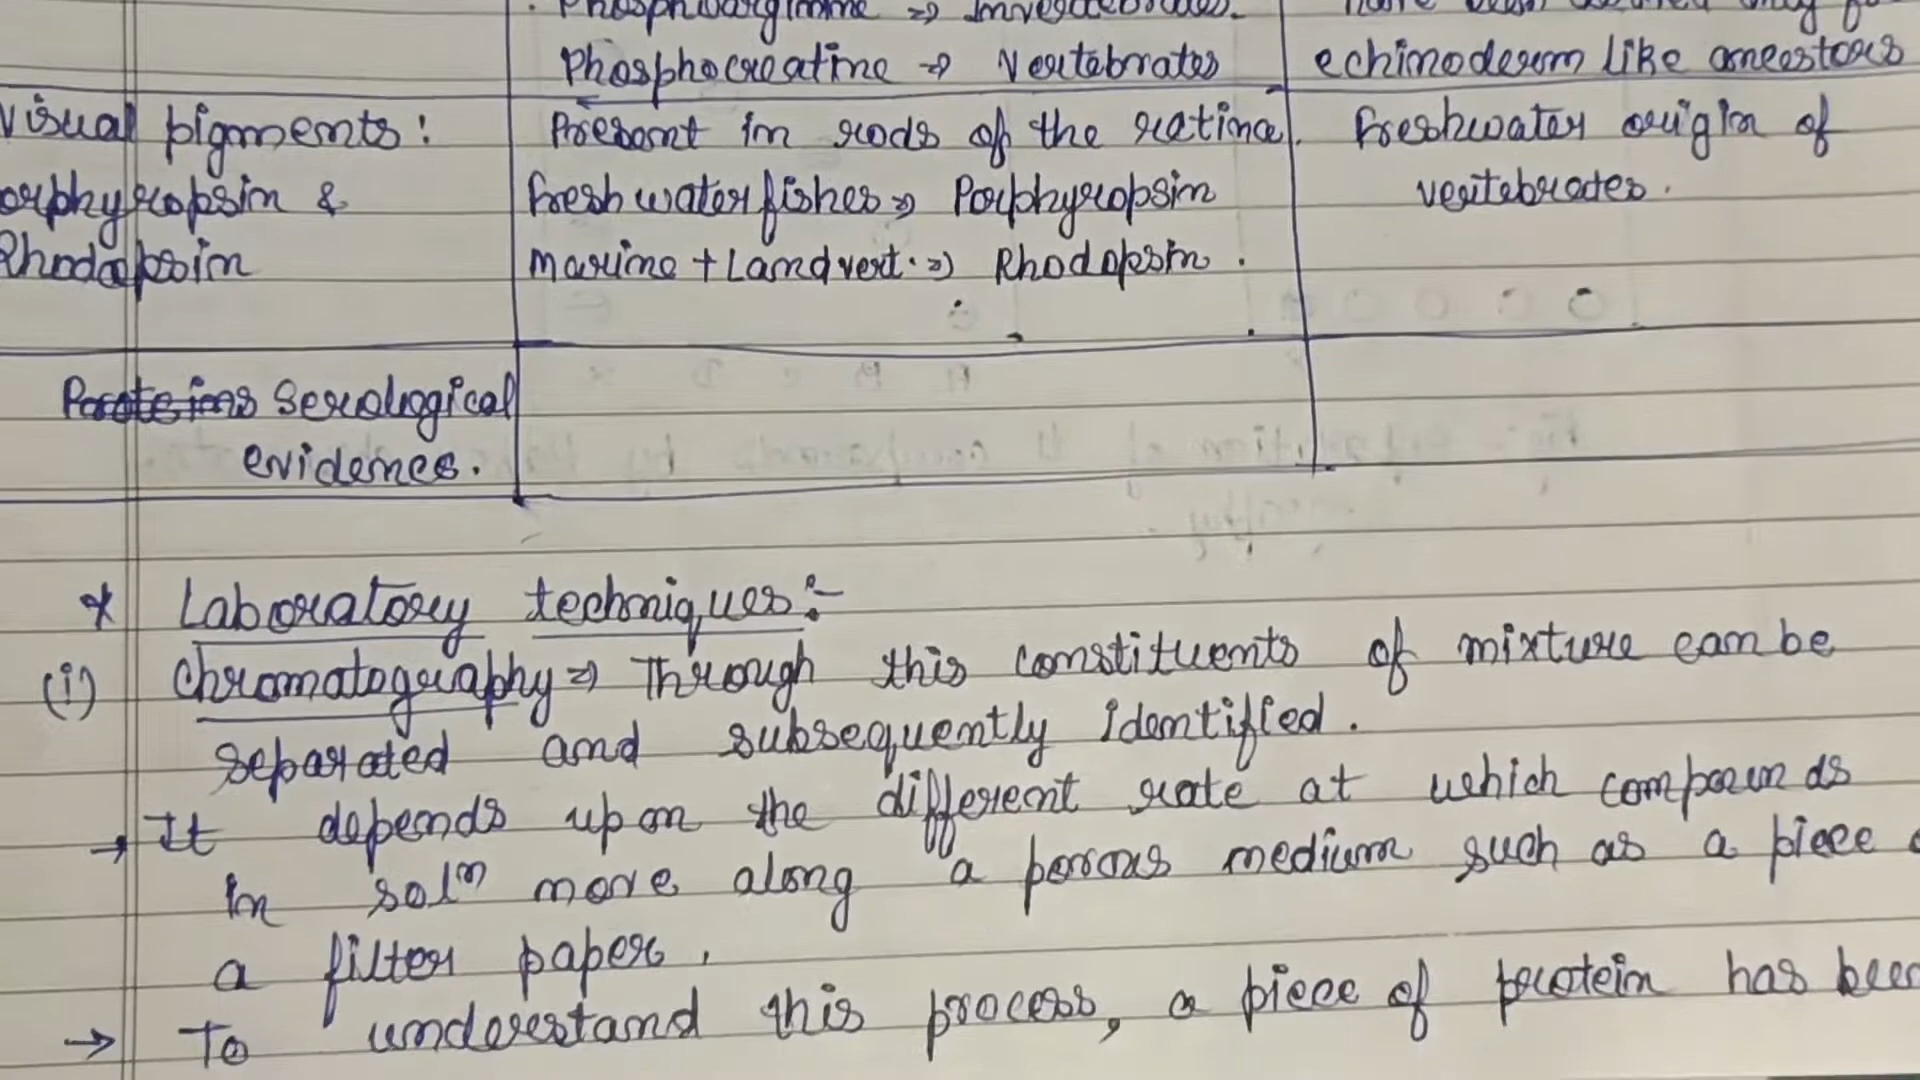 Phosphoarginine => Invertebrates.
Phosphocreatine => Vertebrates
echinoderm like ancestors
Visual pigments:
orphyropsin &
Rhodopsin
Present in rods of the retina.
Freshwater fishes => Porphyropsin
Marine + Land vert. => Rhodopsin.
Freshwater origin of
vertebrates.
Proteins Serological
evidences.
* Laboratory techniques:-
(i) Chromatography => Through this constituents of mixture can be
separated and subsequently identified.
→ It depends upon the different rate at which compounds
in solⁿ move along a porous medium such as a piece
a filter paper.
→ To understand this process, a piece of protein has been